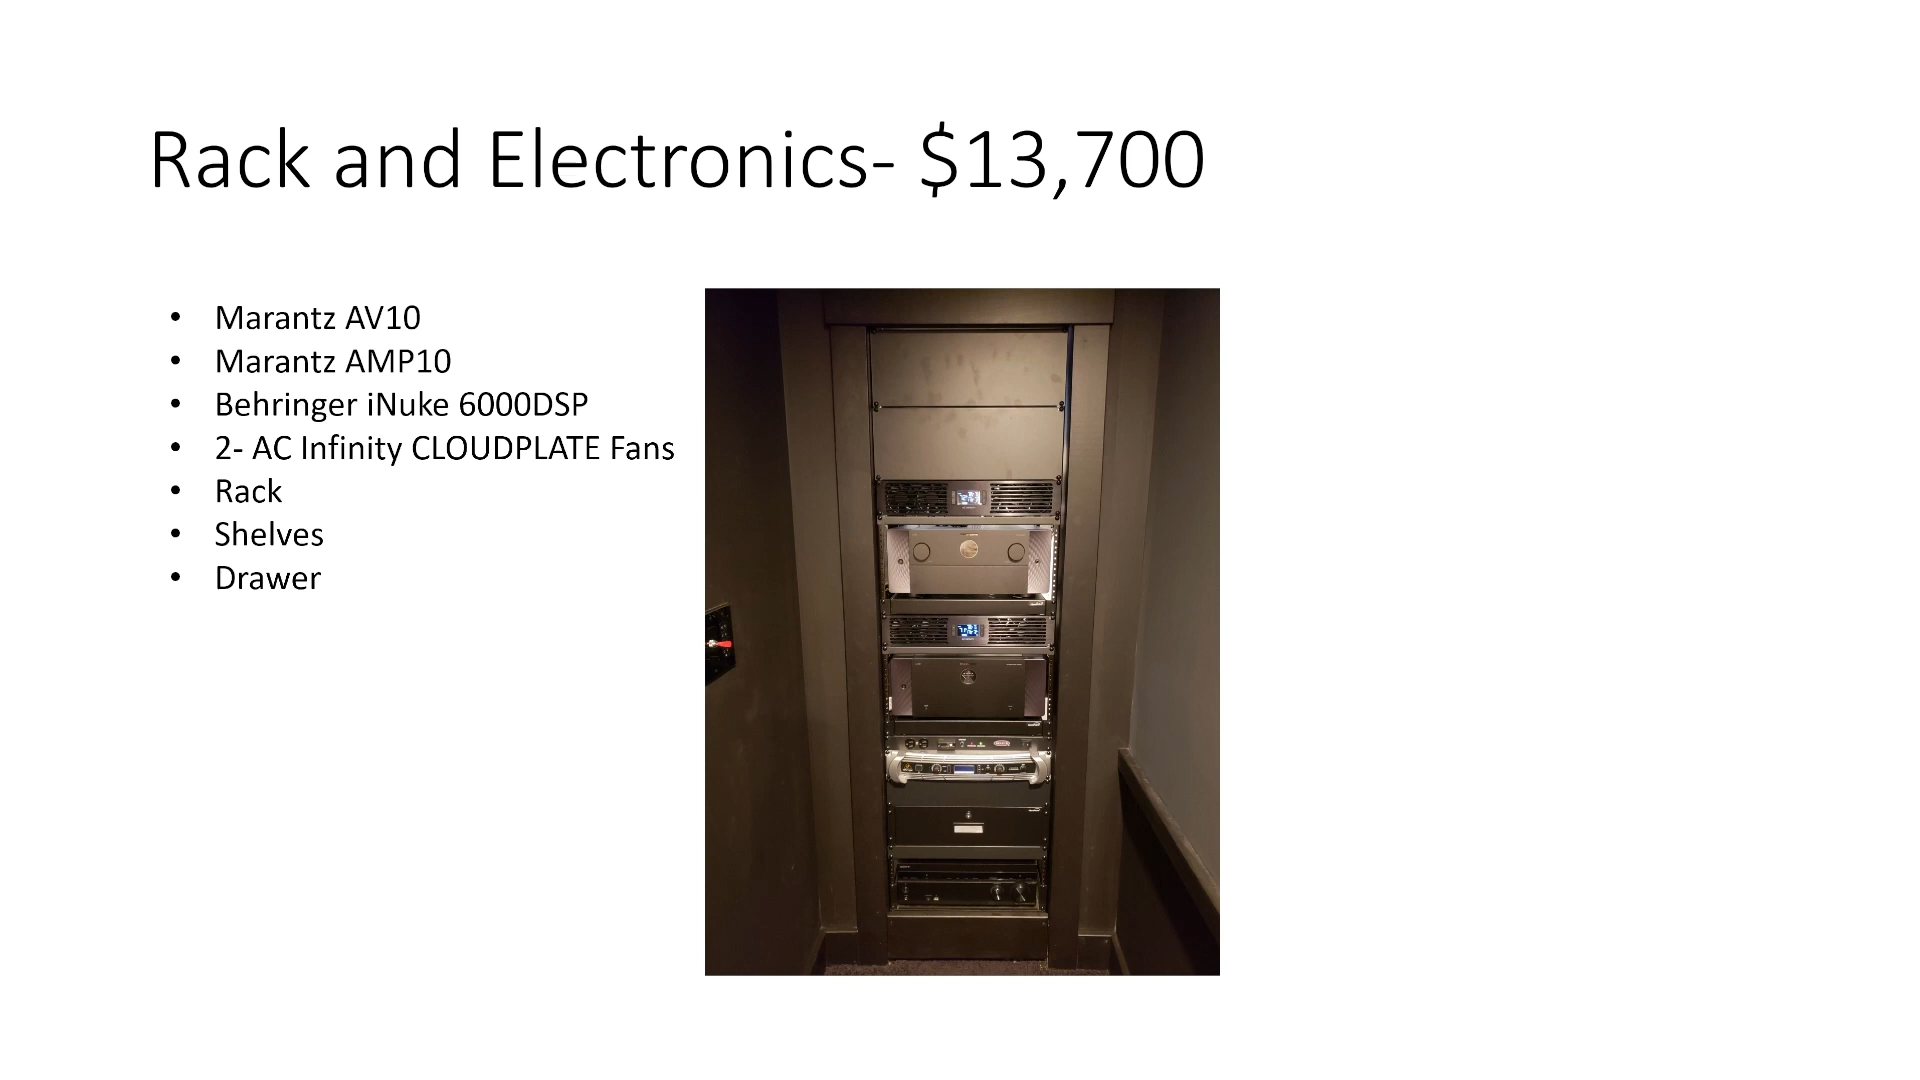 Rack and Electronics- $13,700
• Marantz AV10
• Marantz AMP10
• Behringer iNuke 6000DSP
• 2- AC Infinity CLOUDPLATE Fans
• Rack
• Shelves
• Drawer